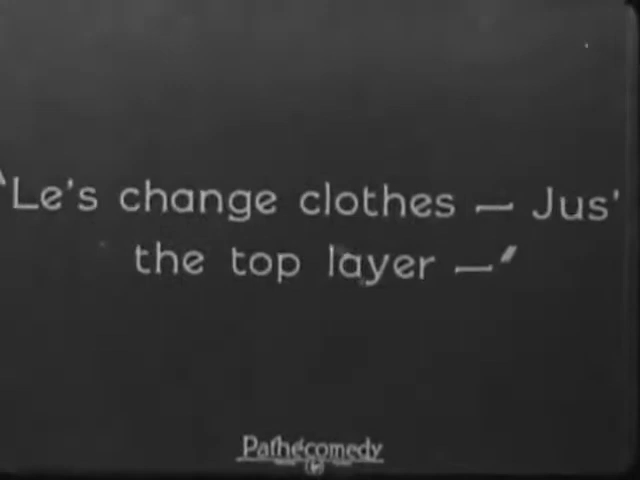 "Le's change clothes — Jus'
the top layer —"
Pathécomedy